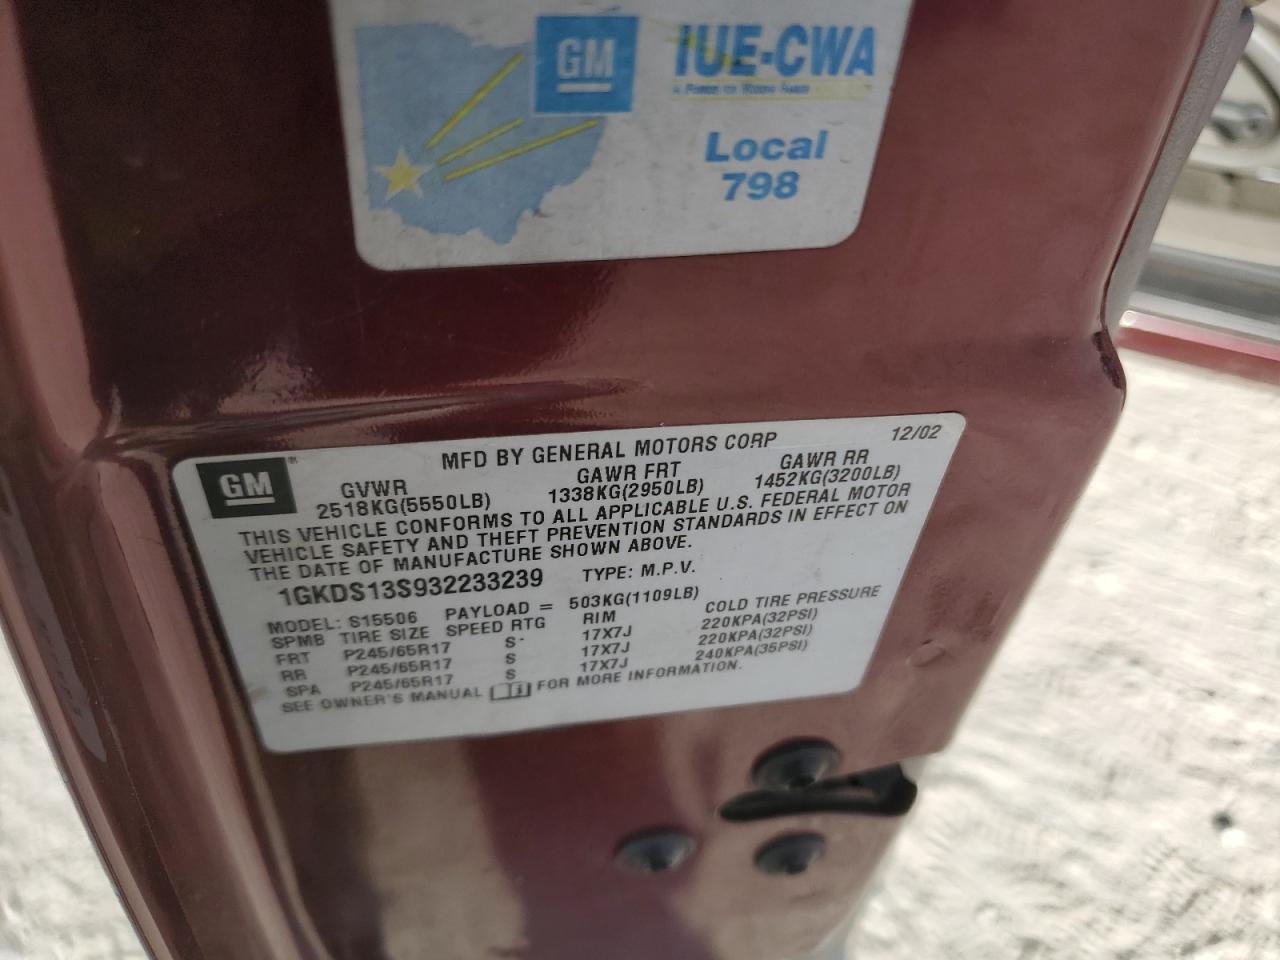 GM
IUE-CWA
Local
798
GM
MFD BY GENERAL MOTORS CORP 12/02
GVWR GAWR FRT GAWR RR
2518KG(5550LB) 1338KG(2950LB) 1452KG(3200LB)
THIS VEHICLE CONFORMS TO ALL APPLICABLE U.S. FEDERAL MOTOR
VEHICLE SAFETY AND THEFT PREVENTION STANDARDS IN EFFECT ON
THE DATE OF MANUFACTURE SHOWN ABOVE.
1GKDS13S932233239 TYPE: M.P.V.
MODEL: S15506 PAYLOAD = 503KG(1109LB)
SPMB TIRE SIZE SPEED RTG RIM COLD TIRE PRESSURE
FRT P245/65R17 S 17X7J 220KPA(32PSI)
RR P245/65R17 S 17X7J 220KPA(32PSI)
SPA P245/65R17 S 17X7J 240KPA(35PSI)
SEE OWNER'S MANUAL FOR MORE INFORMATION.